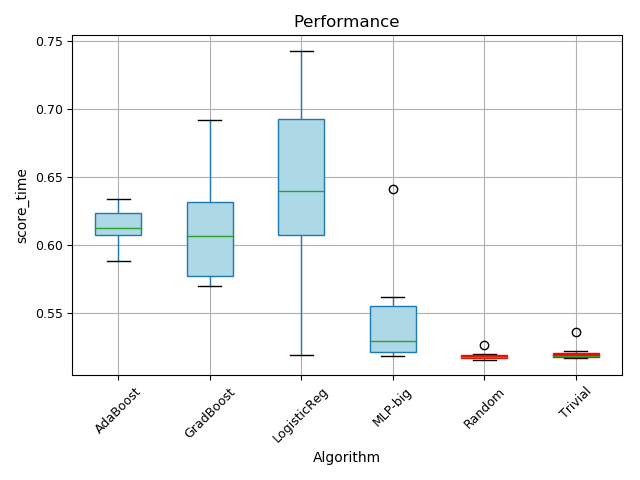 Performance
score_time
0.75
0.70
0.65
0.60
0.55
AdaBoost
GradBoost
LogisticReg
MLP-big
Random
Trivial
Algorithm